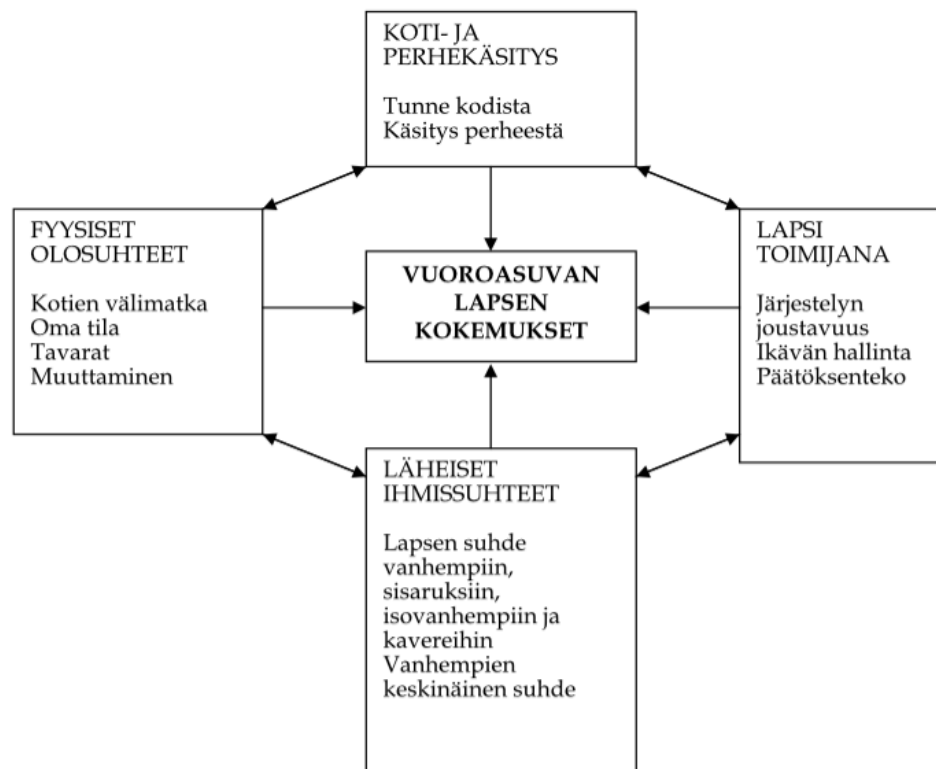 KOTI- JA
PERHEKÄSITYS
Tunne kodista
Käsitys perheestä
FYYSISET
OLOSUHTEET
Kotien välimatka
Oma tila
Tavarat
Muuttaminen
VUOROASUVAN
LAPSEN
KOKEMUKSET
LAPSI
TOIMIJANA
Järjestelyn
joustavuus
Ikävän hallinta
Päätöksenteko
LÄHEISET
IHMISSUHTEET
Lapsen suhde
vanhempiin,
sisaruksiin,
isovanhempiin ja
kavereihin
Vanhempien
keskinäinen suhde